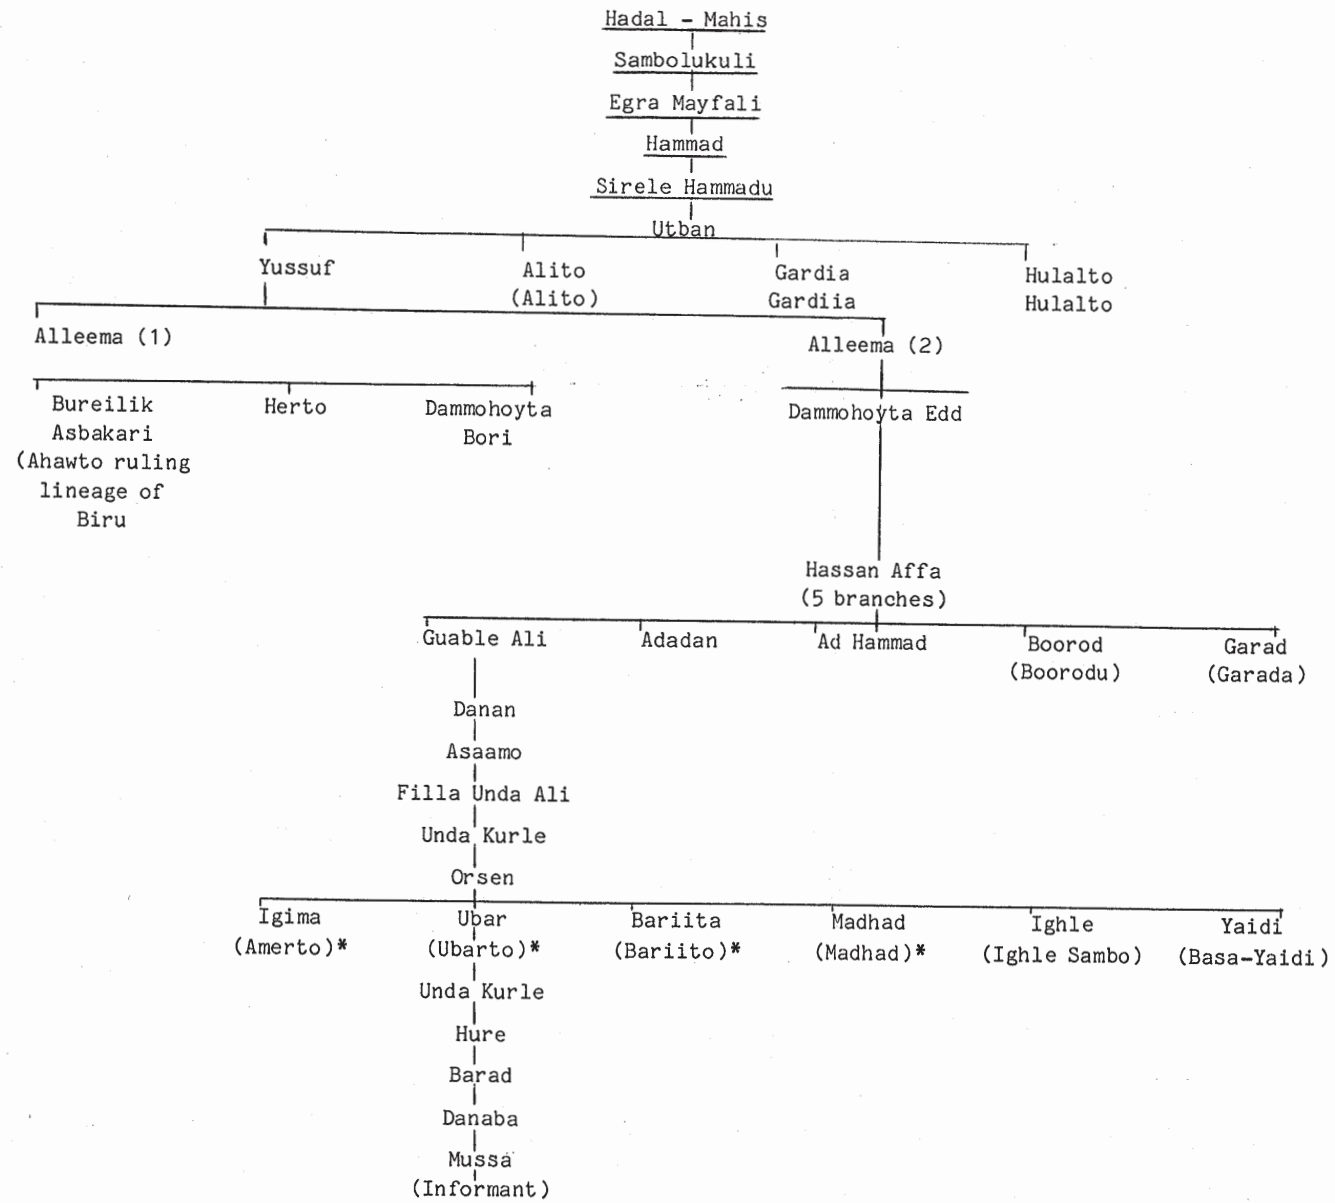 Hadal - Mahis
Sambolukuli
Egra Mayfali
Hammad
Sirele Hammadu
Utban
Yussuf Alito Gardia Hulalto
(Alito) Gardiia Hulalto
Alleema (1) Alleema (2)
Bureilik Herto Dammohoyta Dammohoyta Edd
Asbakari Bori
(Ahawto ruling
lineage of
Biru
Hassan Affa
(5 branches)
Guable Ali Adadan Ad Hammad Boorod Garad
(Boorodu) (Garada)
Danan
Asaamo
Filla Unda Ali
Unda Kurle
Orsen
Igima Ubar Bariita Madhad Ighle Yaidi
(Amerto)* (Ubarto)* (Bariito)* (Madhad)* (Ighle Sambo) (Basa-Yaidi)
Unda Kurle
Hure
Barad
Danaba
Mussa
(Informant)